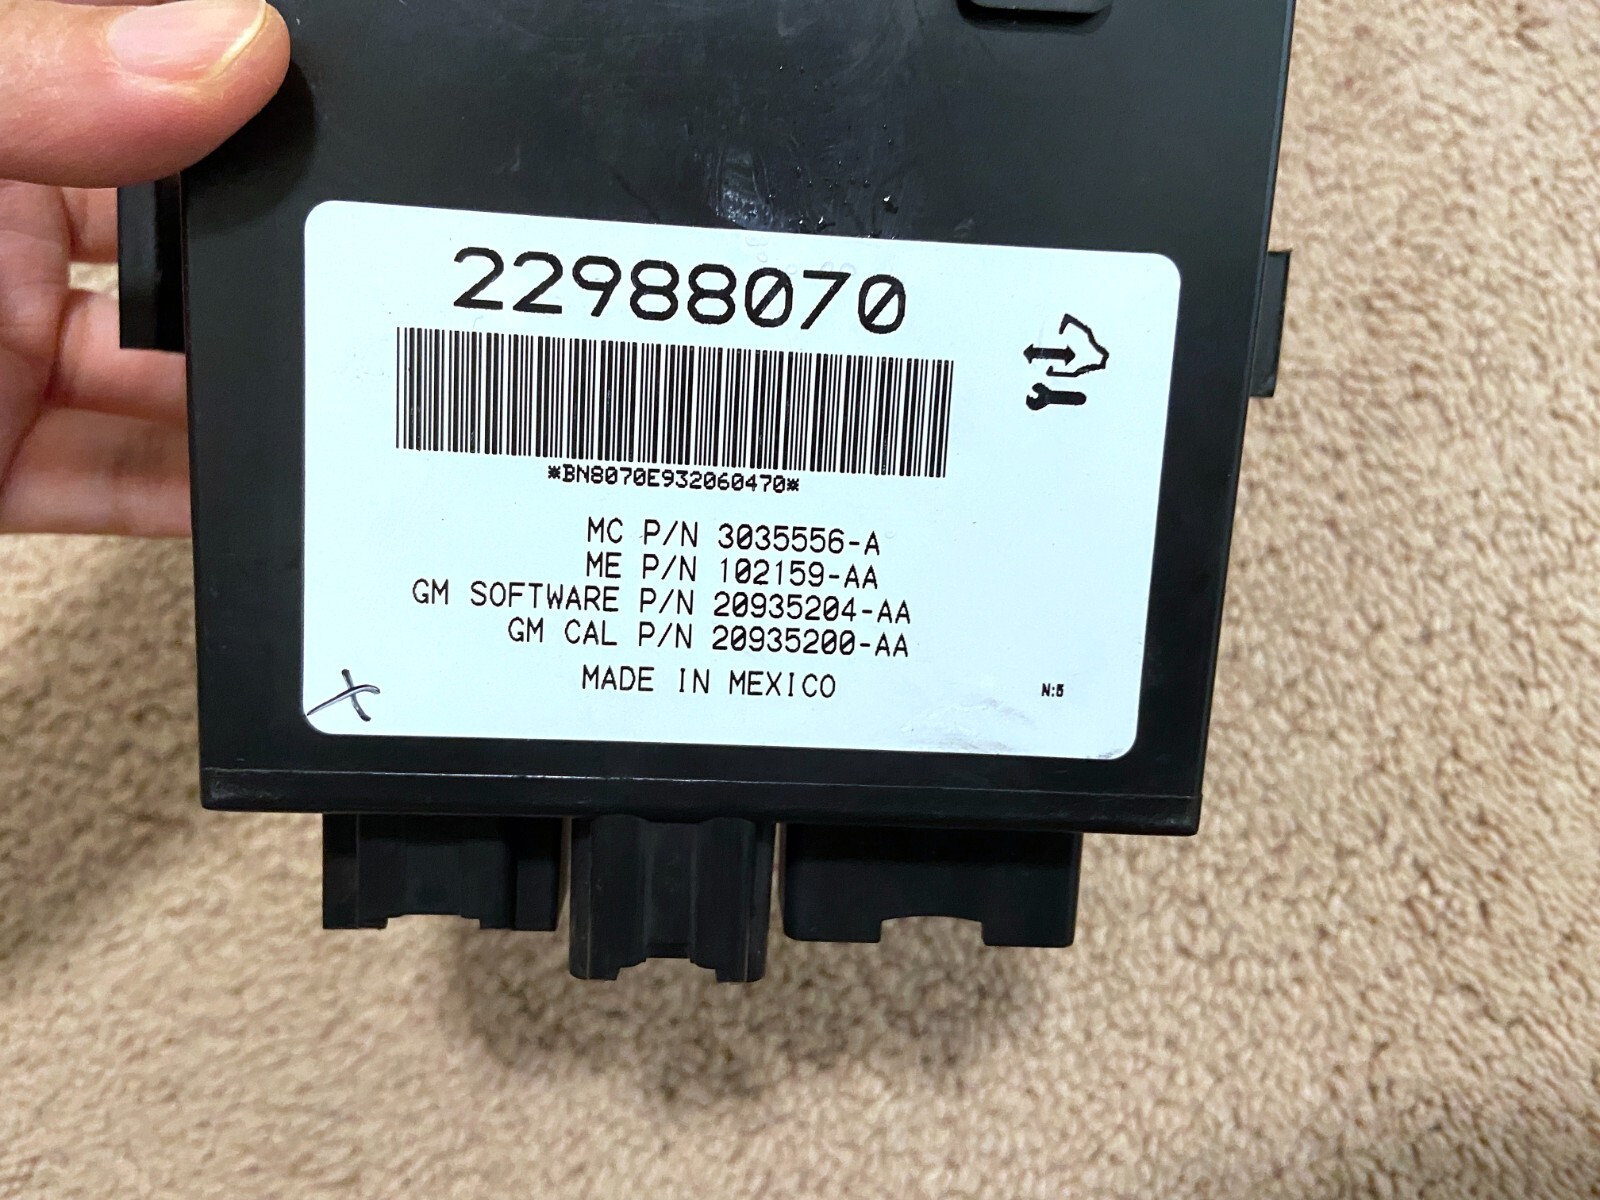 22988070
*BN8070E932060470*
MC P/N 3035556-A
ME P/N 102159-AA
GM SOFTWARE P/N 20935204-AA
GM CAL P/N 20935200-AA
MADE IN MEXICO
N:5